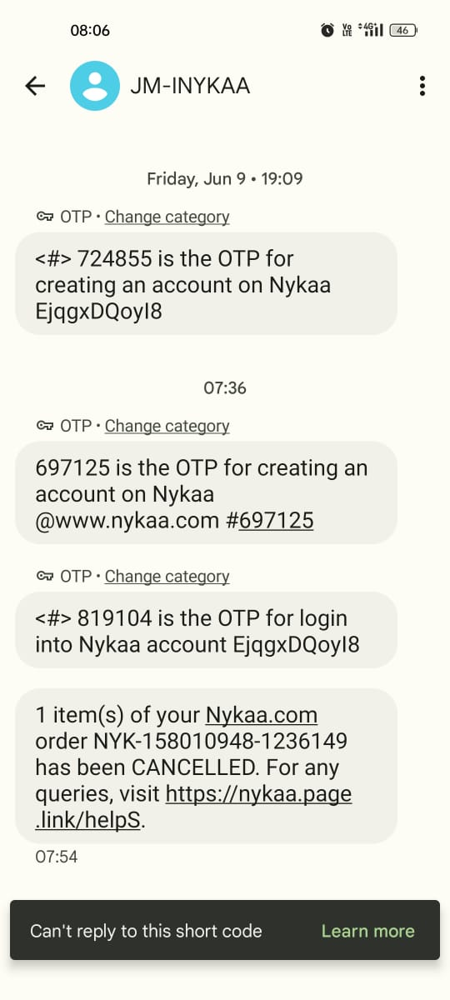 08:06
Vo LTE 4G+ 46
JM-INYKAA
Friday, Jun 9 • 19:09
OTP • Change category
<#> 724855 is the OTP for
creating an account on Nykaa
EjqgxDQoyI8
07:36
OTP • Change category
697125 is the OTP for creating an
account on Nykaa
@www.nykaa.com #697125
OTP • Change category
<#> 819104 is the OTP for login
into Nykaa account EjqgxDQoyI8
1 item(s) of your Nykaa.com
order NYK-158010948-1236149
has been CANCELLED. For any
queries, visit https://nykaa.page
.link/helpS.
07:54
Can't reply to this short code Learn more